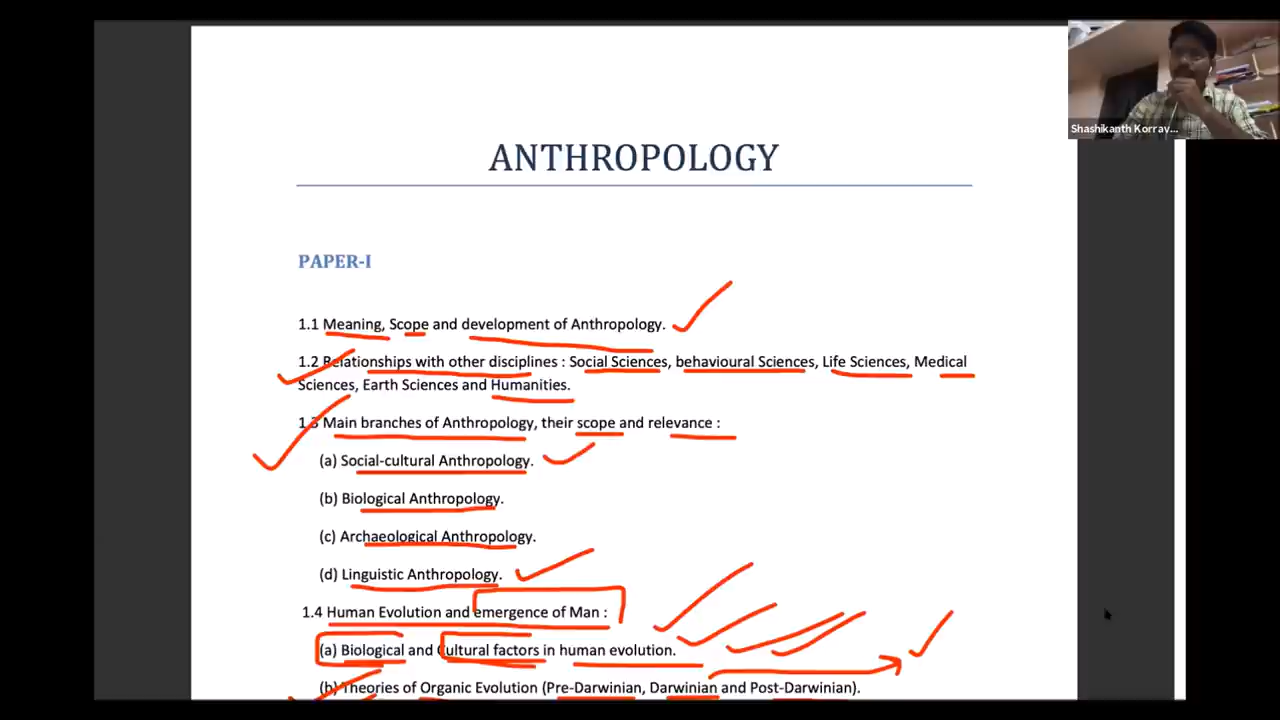 Shashikanth Korrav...
ANTHROPOLOGY
PAPER-I
1.1 Meaning, Scope and development of Anthropology.
1.2 Relationships with other disciplines : Social Sciences, behavioural Sciences, Life Sciences, Medical
Sciences, Earth Sciences and Humanities.
1.3 Main branches of Anthropology, their scope and relevance :
(a) Social-cultural Anthropology.
(b) Biological Anthropology.
(c) Archaeological Anthropology.
(d) Linguistic Anthropology.
1.4 Human Evolution and emergence of Man :
(a) Biological and Cultural factors in human evolution.
(b) Theories of Organic Evolution (Pre-Darwinian, Darwinian and Post-Darwinian).